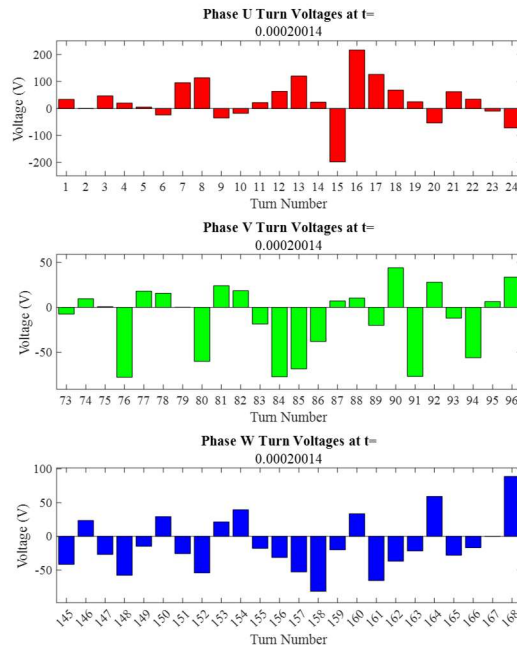 Phase U Turn Voltages at t=
0.00020014
200
100
0
-100
-200
Voltage (V)
1 2 3 4 5 6 7 8 9 10 11 12 13 14 15 16 17 18 19 20 21 22 23 24
Turn Number
Phase V Turn Voltages at t=
0.00020014
50
0
-50
Voltage (V)
73 74 75 76 77 78 79 80 81 82 83 84 85 86 87 88 89 90 91 92 93 94 95 96
Turn Number
Phase W Turn Voltages at t=
0.00020014
100
50
0
-50
Voltage (V)
145 146 147 148 149 150 151 152 153 154 155 156 157 158 159 160 161 162 163 164 165 166 167 168
Turn Number